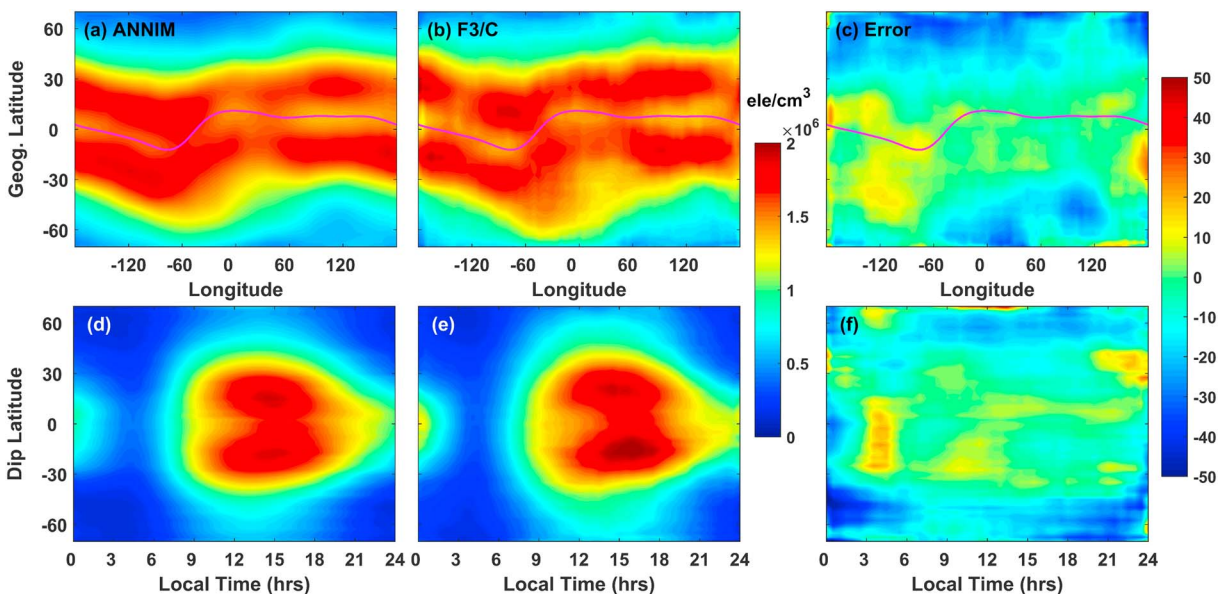 (a) ANNIM
(b) F3/C
(c) Error
60
30
0
-30
-60
Geog. Latitude
-120 -60 0 60 120
Longitude
-120 -60 0 60 120
Longitude
-120 -60 0 60 120
Longitude
ele/cm³
×10⁶
2
1.5
1
0.5
0
50
40
30
20
10
0
-10
-20
-30
-40
-50
(d)
(e)
(f)
60
30
0
-30
-60
Dip Latitude
0 3 6 9 12 15 18 21 24
Local Time (hrs)
0 3 6 9 12 15 18 21 24
Local Time (hrs)
0 3 6 9 12 15 18 21 24
Local Time (hrs)